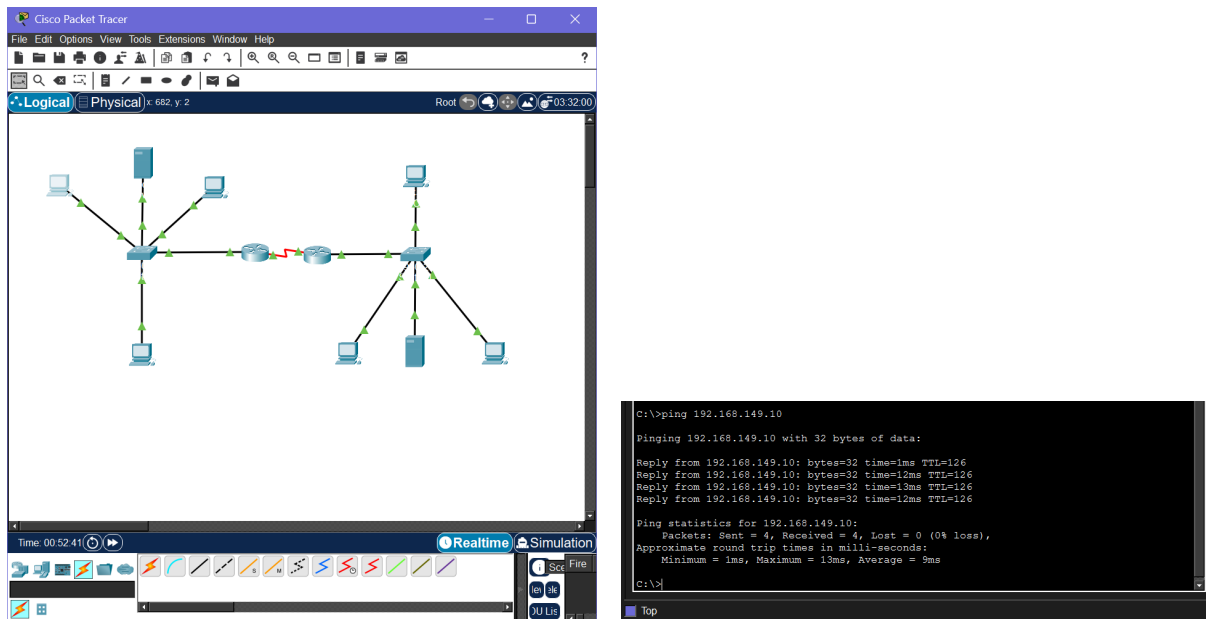 Cisco Packet Tracer
File Edit Options View Tools Extensions Window Help
?
Logical Physical x: 682, y: 2 Root 03:32:00
Time: 00:52:41 Realtime Simulation
S M
Sce Fire
C:\>ping 192.168.149.10
Pinging 192.168.149.10 with 32 bytes of data:
Reply from 192.168.149.10: bytes=32 time=1ms TTL=126
Reply from 192.168.149.10: bytes=32 time=12ms TTL=126
Reply from 192.168.149.10: bytes=32 time=13ms TTL=126
Reply from 192.168.149.10: bytes=32 time=12ms TTL=126
Ping statistics for 192.168.149.10:
Packets: Sent = 4, Received = 4, Lost = 0 (0% loss),
Approximate round trip times in milli-seconds:
Minimum = 1ms, Maximum = 13ms, Average = 9ms
C:\>
Top